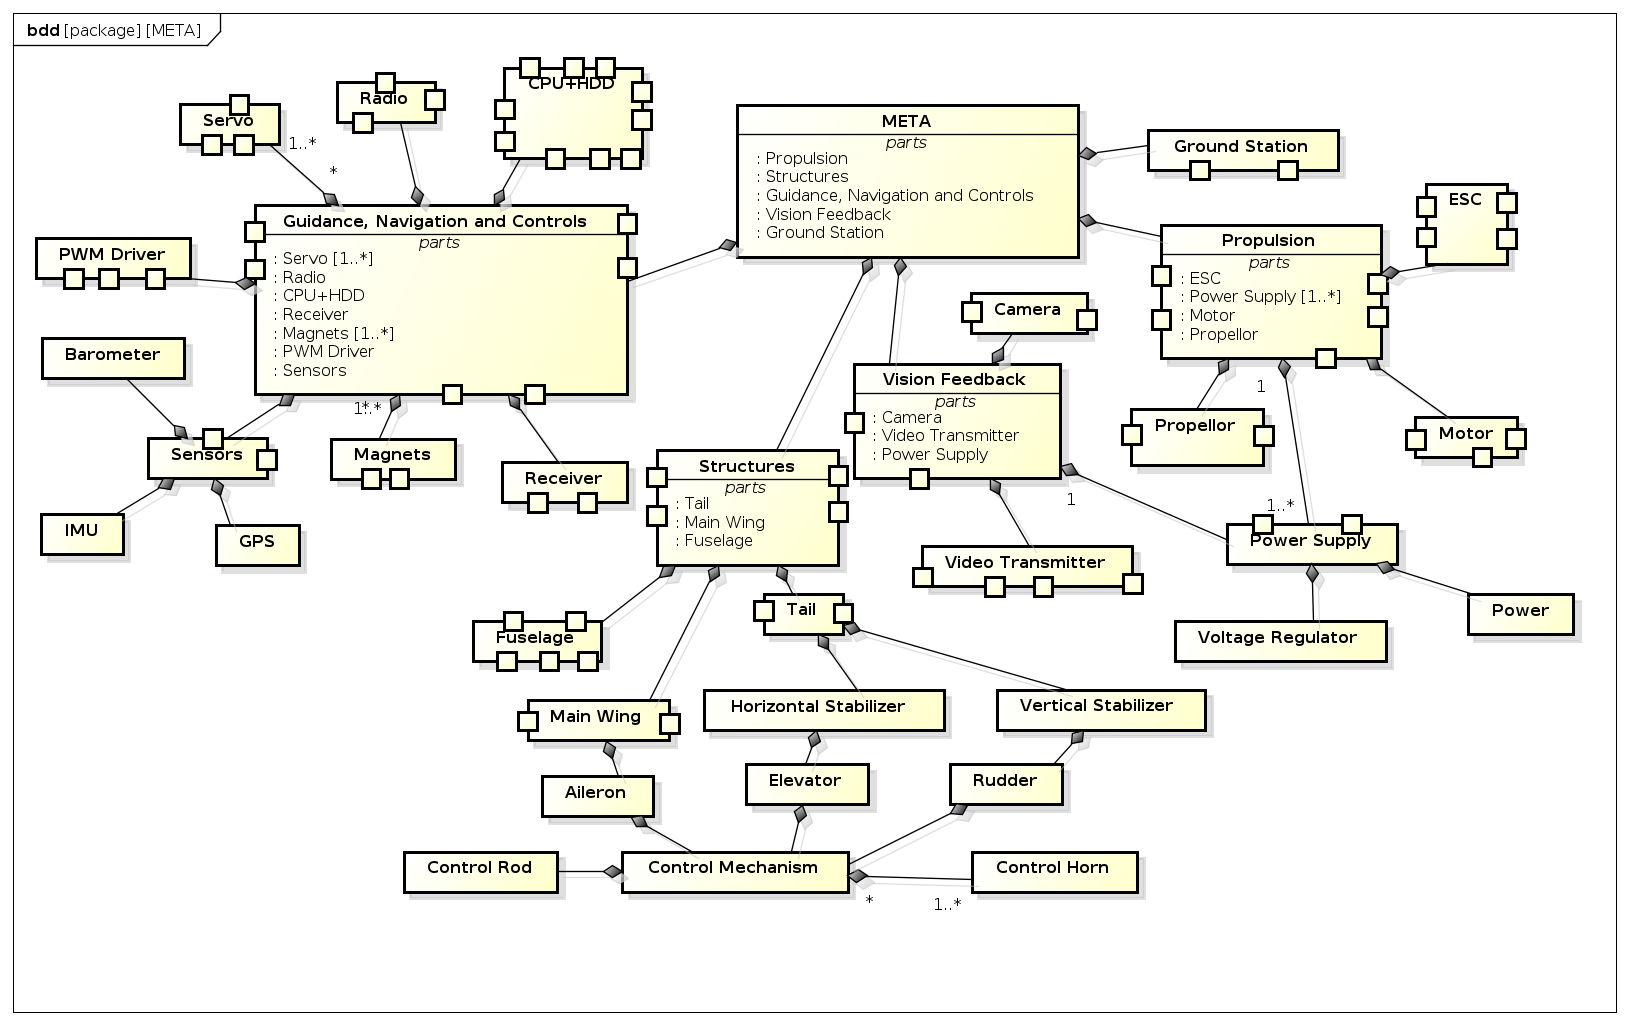 bdd [package] [META]
Servo
Radio
CPU+HDD
1..*
*
META
parts
: Propulsion
: Structures
: Guidance, Navigation and Controls
: Vision Feedback
: Ground Station
Ground Station
ESC
Guidance, Navigation and Controls
parts
: Servo [1..*]
: Radio
: CPU+HDD
: Receiver
: Magnets [1..*]
: PWM Driver
: Sensors
PWM Driver
Propulsion
parts
: ESC
: Power Supply [1..*]
: Motor
: Propellor
Camera
Barometer
Vision Feedback
parts
: Camera
: Video Transmitter
: Power Supply
1
1..*
*
Propellor
Motor
Sensors
Magnets
Receiver
Structures
parts
: Tail
: Main Wing
: Fuselage
1
1..*
IMU
GPS
Power Supply
Video Transmitter
Fuselage
Tail
Voltage Regulator
Power
Main Wing
Horizontal Stabilizer
Vertical Stabilizer
Aileron
Elevator
Rudder
Control Rod
Control Mechanism
Control Horn
*
1..*